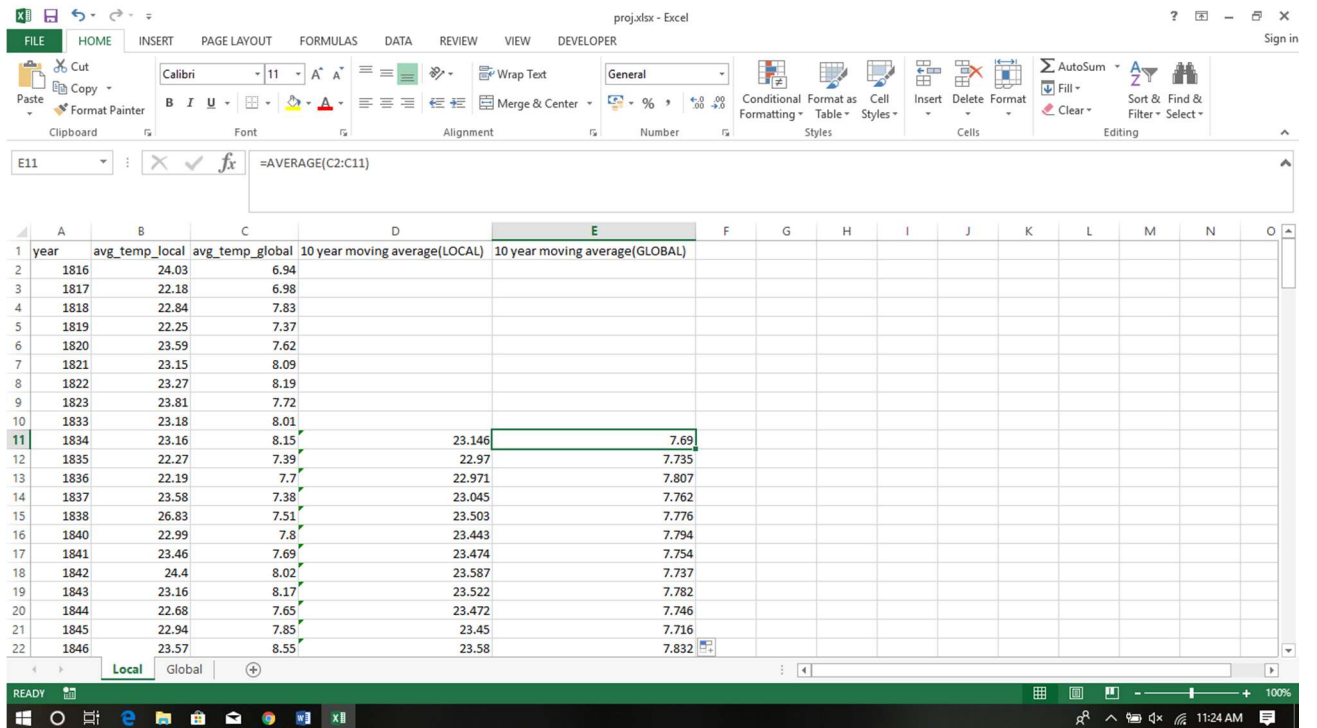 proj.xlsx - Excel
FILE HOME INSERT PAGE LAYOUT FORMULAS DATA REVIEW VIEW DEVELOPER Sign in
Paste
Cut
Copy
Format Painter
Clipboard
Calibri 11
B I U
Font
Wrap Text
Merge & Center
Alignment
General
% ,
Number
Conditional Formatting
Format as Table
Cell Styles
Styles
Insert Delete Format
Cells
AutoSum
Fill
Clear
Sort & Filter
Find & Select
Editing
E11 fx =AVERAGE(C2:C11)
A B C D E F G H I J K L M N O
1 year avg_temp_local avg_temp_global 10 year moving average(LOCAL) 10 year moving average(GLOBAL)
2 1816 24.03 6.94
3 1817 22.18 6.98
4 1818 22.84 7.83
5 1819 22.25 7.37
6 1820 23.59 7.62
7 1821 23.15 8.09
8 1822 23.27 8.19
9 1823 23.81 7.72
10 1833 23.18 8.01
11 1834 23.16 8.15 23.146 7.69
12 1835 22.27 7.39 22.97 7.735
13 1836 22.19 7.7 22.971 7.807
14 1837 23.58 7.38 23.045 7.762
15 1838 26.83 7.51 23.503 7.776
16 1840 22.99 7.8 23.443 7.794
17 1841 23.46 7.69 23.474 7.754
18 1842 24.4 8.02 23.587 7.737
19 1843 23.16 8.17 23.522 7.782
20 1844 22.68 7.65 23.472 7.746
21 1845 22.94 7.85 23.45 7.716
22 1846 23.57 8.55 23.58 7.832
Local Global
READY 100%
11:24 AM